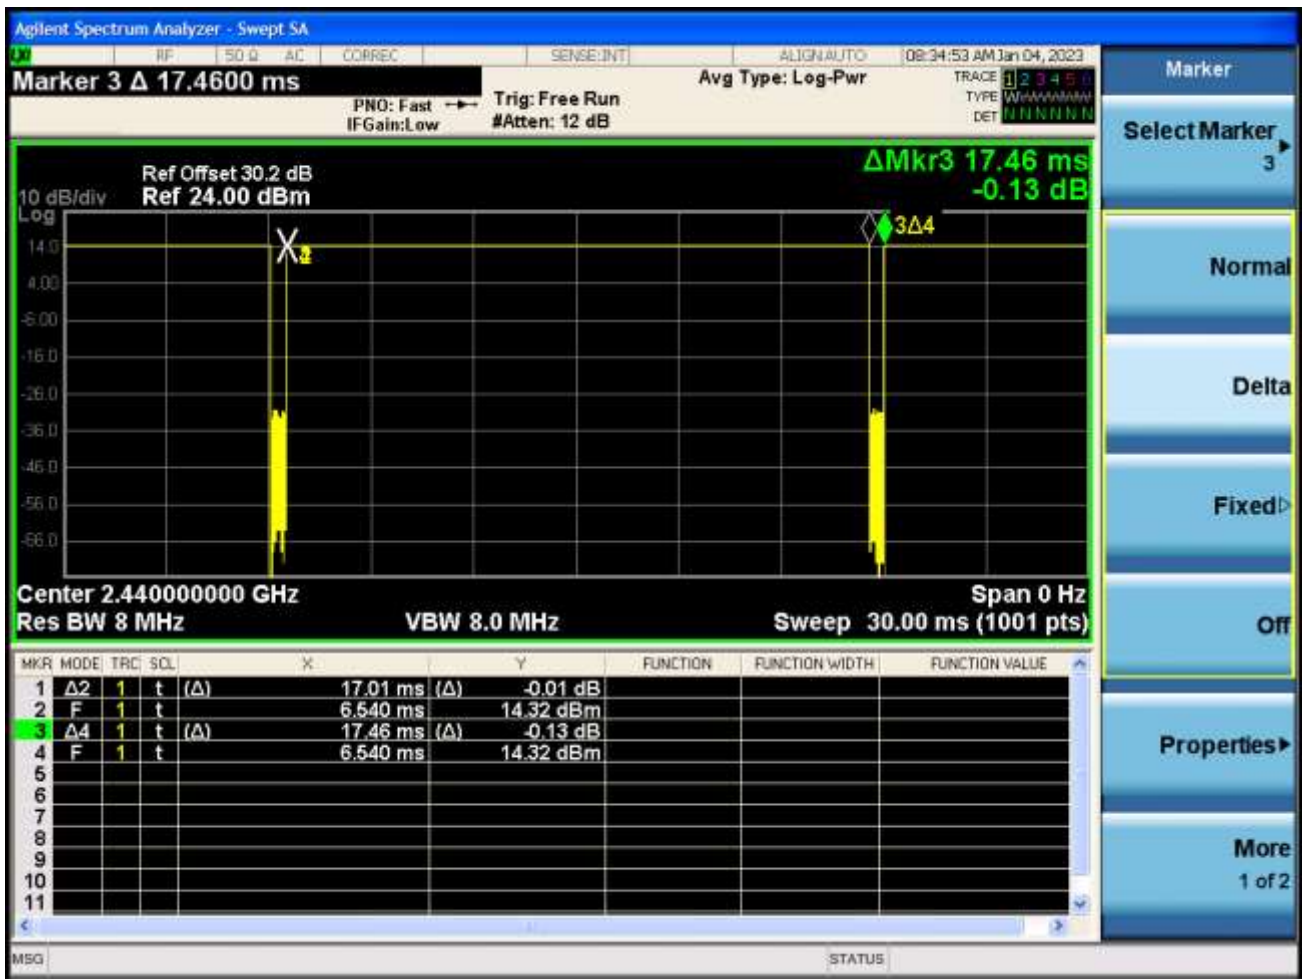 Agilent Spectrum Analyzer - Swept SA
LXI RF 50 Ω AC CORREC SENSE:INT ALIGN AUTO 08:34:53 AM Jan 04, 2023
Marker 3 Δ 17.4600 ms
PNO: Fast
IFGain:Low
Trig: Free Run
#Atten: 12 dB
Avg Type: Log-Pwr
TRACE 1 2 3 4 5 6
TYPE
DET N N N N N N
ΔMkr3 17.46 ms
-0.13 dB
Ref Offset 30.2 dB
10 dB/div Ref 24.00 dBm
Log
3Δ4
14.0
4.00
-6.00
-16.0
-26.0
-36.0
-46.0
-56.0
-66.0
Center 2.440000000 GHz Span 0 Hz
Res BW 8 MHz VBW 8.0 MHz Sweep 30.00 ms (1001 pts)
MKR MODE TRC SCL X Y FUNCTION FUNCTION WIDTH FUNCTION VALUE
1 Δ2 1 t (Δ) 17.01 ms (Δ) -0.01 dB
2 F 1 t 6.540 ms 14.32 dBm
3 Δ4 1 t (Δ) 17.46 ms (Δ) -0.13 dB
4 F 1 t 6.540 ms 14.32 dBm
5
6
7
8
9
10
11
MSG STATUS
Marker
Select Marker
3
Normal
Delta
Fixed
Off
Properties
More
1 of 2